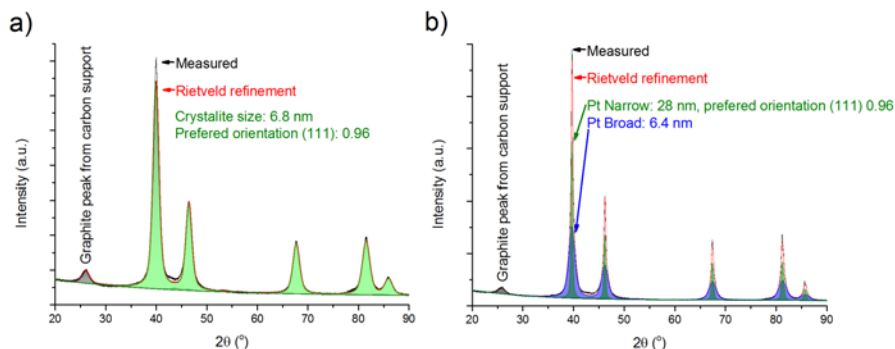 a)
Intensity (a.u.)
Graphite peak from carbon support
Measured
Rietveld refinement
Crystalite size: 6.8 nm
Prefered orientation (111): 0.96
20 30 40 50 60 70 80 90
2θ (°)
b)
Intensity (a.u.)
Graphite peak from carbon support
Measured
Rietveld refinement
Pt Narrow: 28 nm, prefered orientation (111) 0.96
Pt Broad: 6.4 nm
20 30 40 50 60 70 80 90
2θ (°)